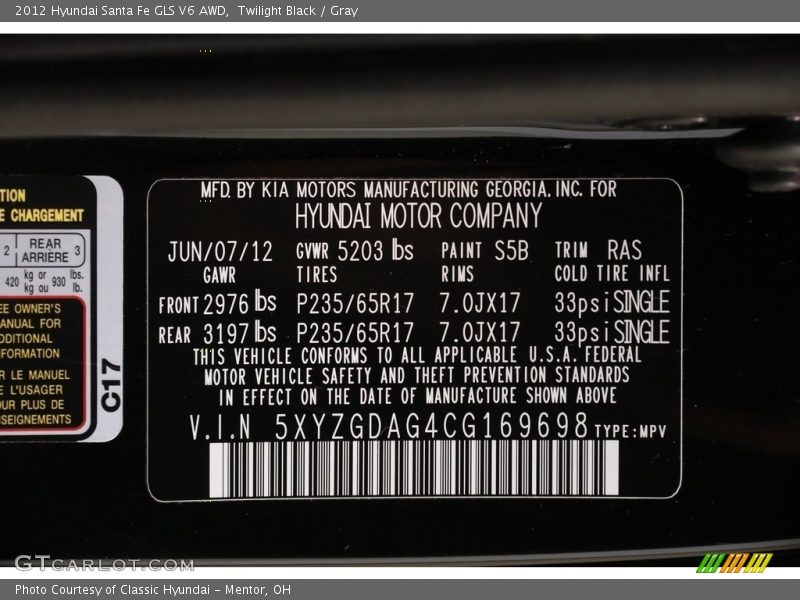 2012 Hyundai Santa Fe GLS V6 AWD,  Twilight Black / Gray
TION
E CHARGEMENT
2 REAR ARRIÈRE 3
420 kg or kg ou 930 lbs. lb.
EE OWNER'S
ANUAL FOR
DDITIONAL
FORMATION
R LE MANUEL
E L'USAGER
OUR PLUS DE
SEIGNEMENTS
C17
MFD. BY KIA MOTORS MANUFACTURING GEORGIA, INC. FOR
HYUNDAI MOTOR COMPANY
JUN/07/12 GVWR 5203 lbs PAINT S5B TRIM RAS
GAWR TIRES RIMS COLD TIRE INFL
FRONT 2976 lbs P235/65R17 7.0JX17 33psi SINGLE
REAR 3197 lbs P235/65R17 7.0JX17 33psi SINGLE
THIS VEHICLE CONFORMS TO ALL APPLICABLE U.S.A. FEDERAL
MOTOR VEHICLE SAFETY AND THEFT PREVENTION STANDARDS
IN EFFECT ON THE DATE OF MANUFACTURE SHOWN ABOVE
V.I.N 5XYZGDAG4CG169698 TYPE:MPV
GTCARLOT.COM
Photo Courtesy of Classic Hyundai - Mentor, OH